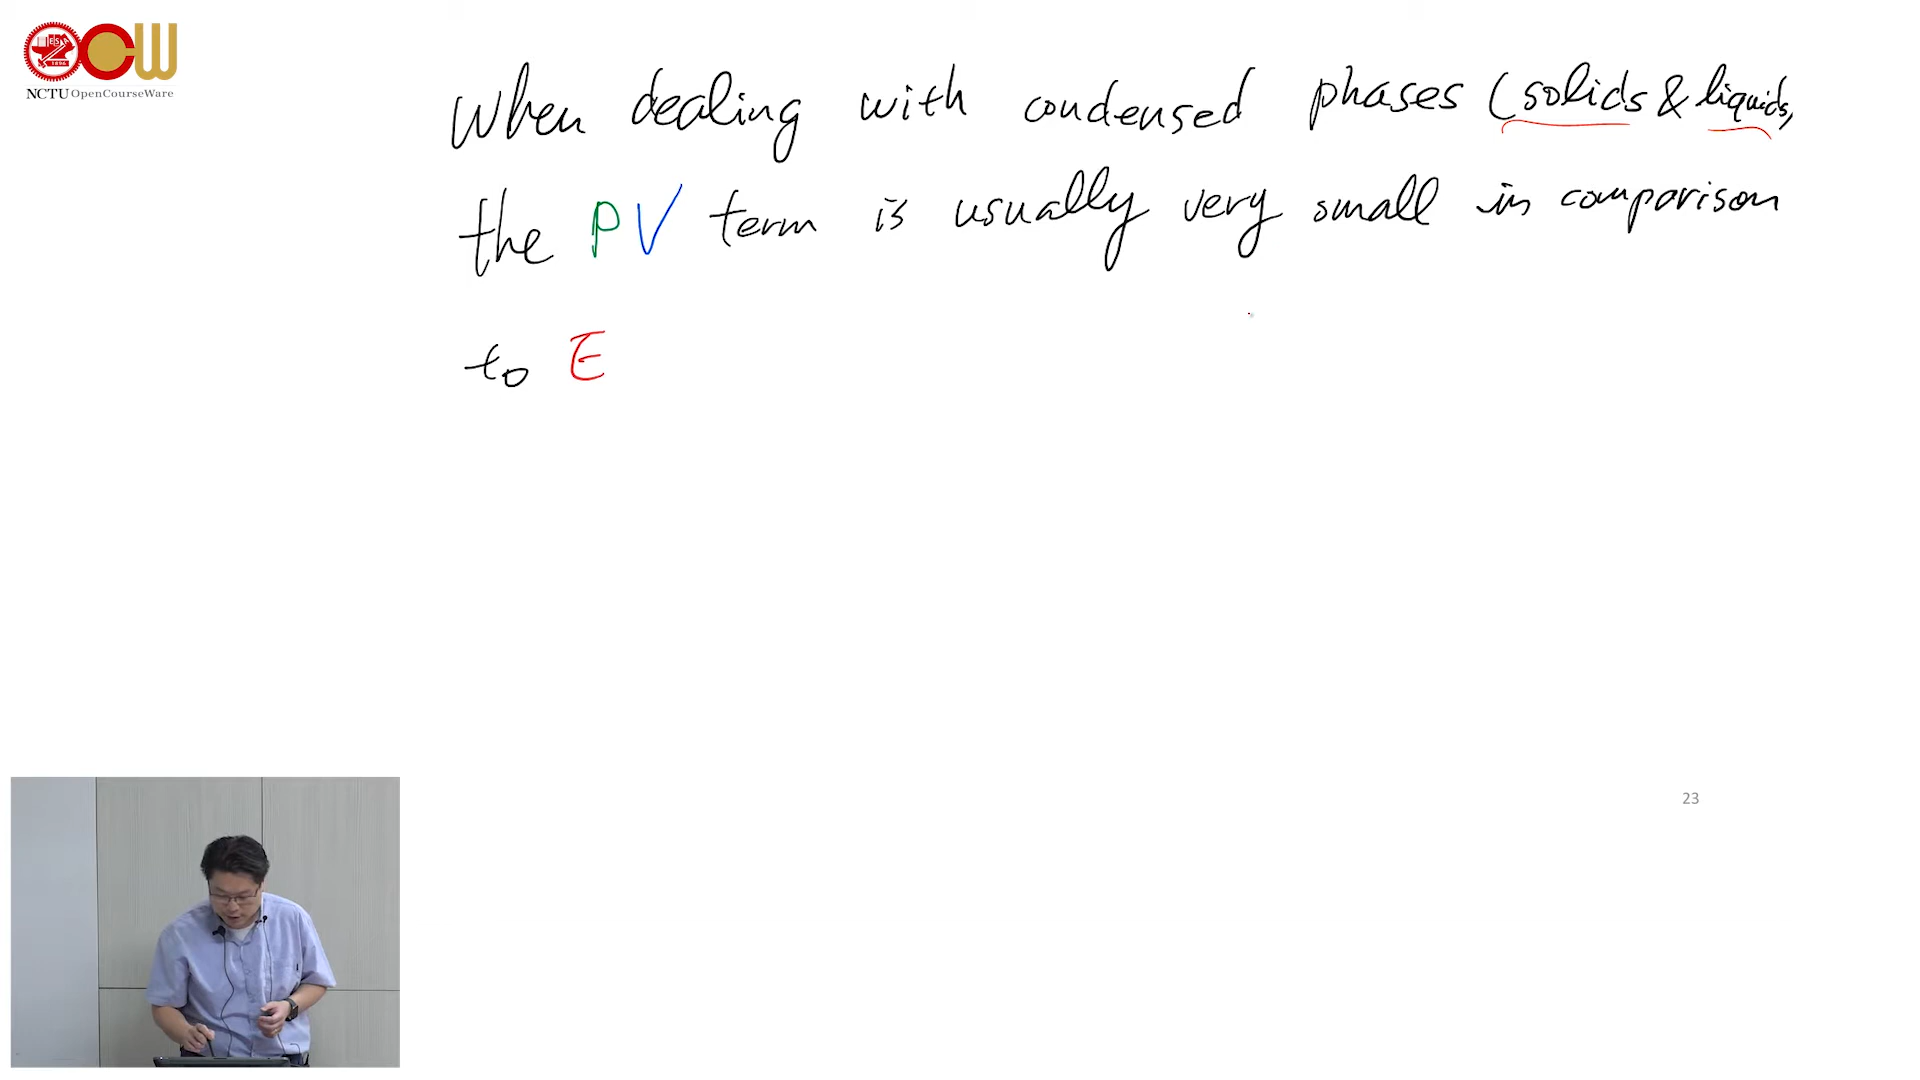 NCTU OpenCourseWare
When dealing with condensed phases (solids & liquids,
the PV term is usually very small in comparison
to E
23